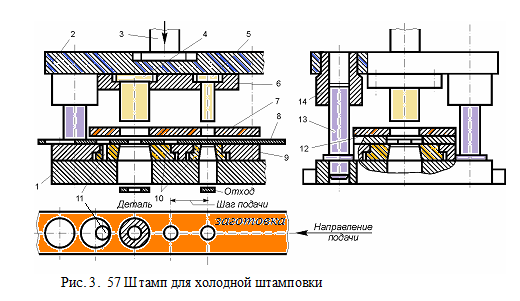 3 4
2 5
6
7
8
14
13
12
9
1
11 Деталь 10 Отход
Шаг подачи
заготовка
Направление
подачи
Рис. 3. 57 Штамп для холодной штамповки